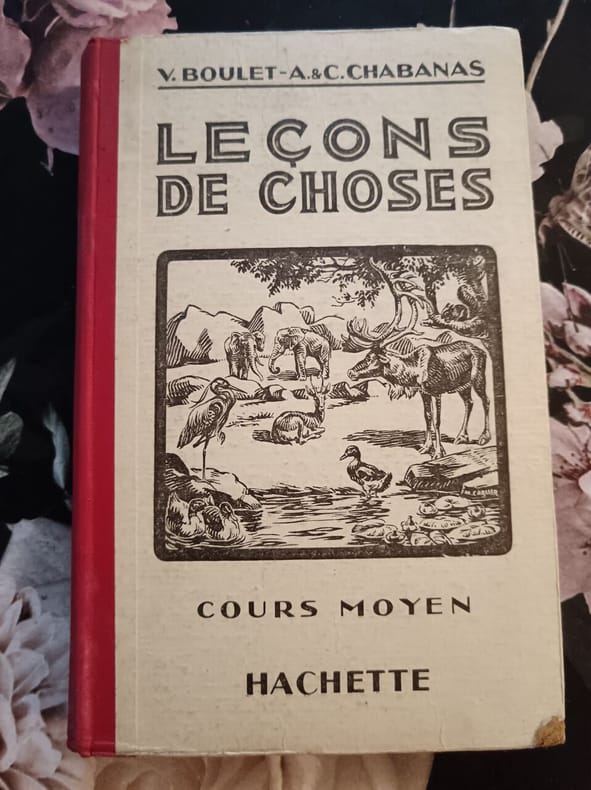 V. BOULET-A.&C. CHABANAS
LEÇONS
DE CHOSES
COURS MOYEN
HACHETTE